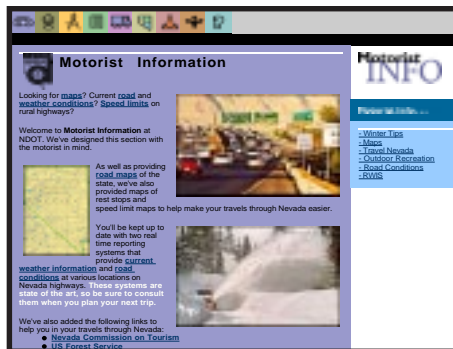 Motorist Information
Motorist
INFO
Looking for maps? Current road and
weather conditions? Speed limits on
rural highways?
Welcome to Motorist Information at
NDOT. We've designed this section with
the motorist in mind.
As well as providing
road maps of the
state, we've also
provided maps of
rest stops and
speed limit maps to help make your travels through Nevada easier.
You'll be kept up to
date with two real
time reporting
systems that
provide current
weather information and road
conditions at various locations on
Nevada highways. These systems are
state of the art, so be sure to consult
them when you plan your next trip.
We've also added the following links to
help you in your travels through Nevada:
● Nevada Commission on Tourism
● US Forest Service
Motorist Info...
- Winter Tips
- Maps
- Travel Nevada
- Outdoor Recreation
- Road Conditions
-RWIS